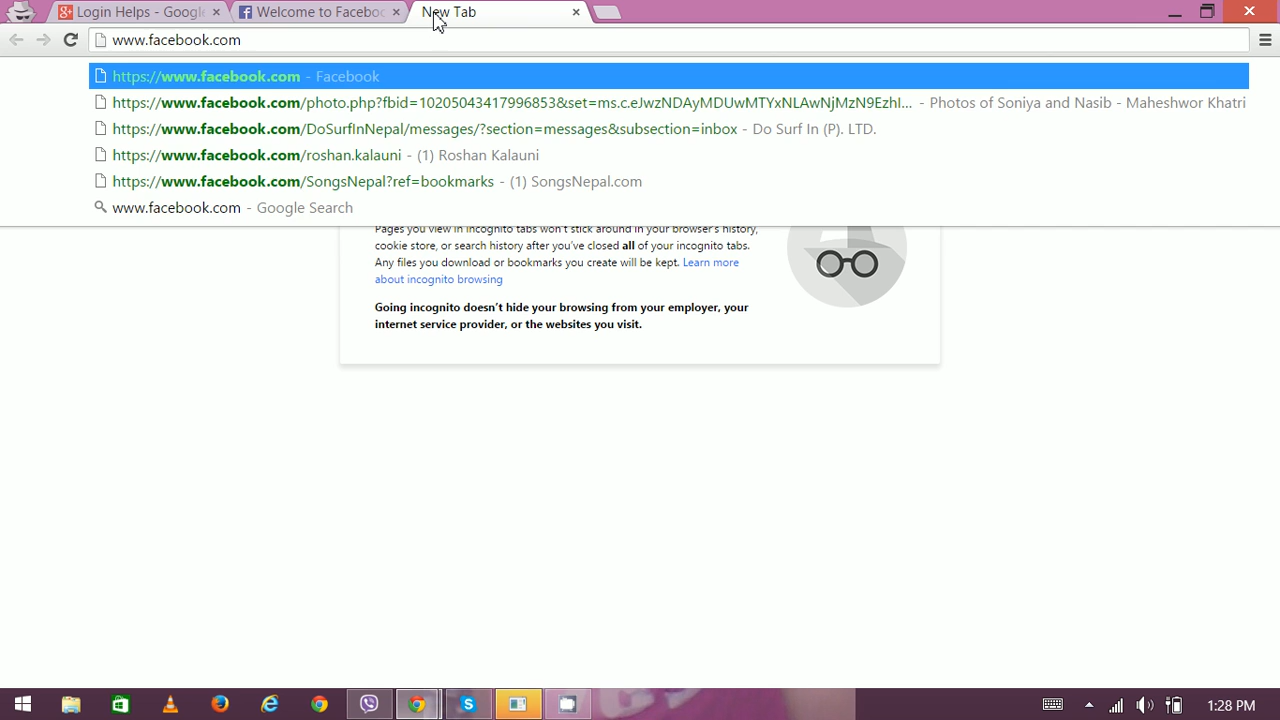 Login Helps - Google
Welcome to Faceboo
New Tab
www.facebook.com
https://www.facebook.com - Facebook
https://www.facebook.com/photo.php?fbid=10205043417996853&set=ms.c.eJwzNDAyMDUwMTYxNLAwNjMzN9EzhI... - Photos of Soniya and Nasib - Maheshwor Khatri
https://www.facebook.com/DoSurfInNepal/messages/?section=messages&subsection=inbox - Do Surf In (P). LTD.
https://www.facebook.com/roshan.kalauni - (1) Roshan Kalauni
https://www.facebook.com/SongsNepal?ref=bookmarks - (1) SongsNepal.com
www.facebook.com - Google Search
Pages you view in incognito tabs won't stick around in your browser's history,
cookie store, or search history after you've closed all of your incognito tabs.
Any files you download or bookmarks you create will be kept. Learn more
about incognito browsing
Going incognito doesn't hide your browsing from your employer, your
internet service provider, or the websites you visit.
1:28 PM